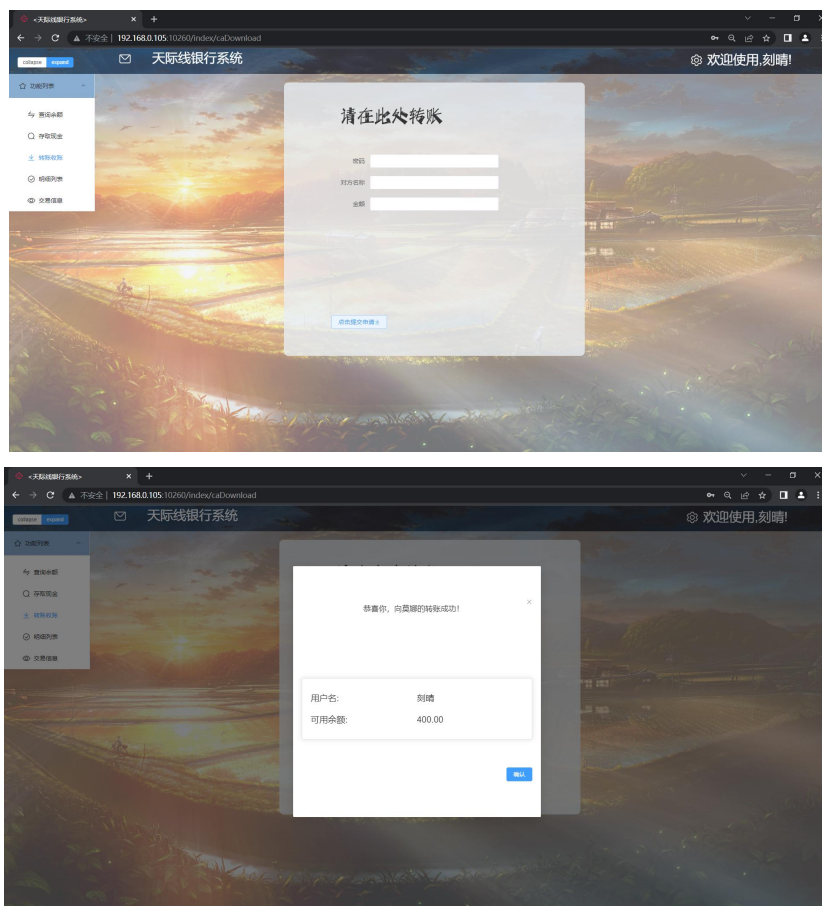 <天际线银行系统>
不安全 | 192.168.0.105:10260/index/caDownload
colapse expand 天际线银行系统 欢迎使用,刻晴!
功能列表
查询余额
存取现金
转账收账
明细列表
交易信息
请在此处转账
密码
对方名称
金额
点击提交申请
<天际线银行系统>
不安全 | 192.168.0.105:10260/index/caDownload
colapse expand 天际线银行系统 欢迎使用,刻晴!
功能列表
查询余额
存取现金
转账收账
明细列表
交易信息
恭喜你，向莫娜的转账成功！
用户名: 刻晴
可用余额: 400.00
确认